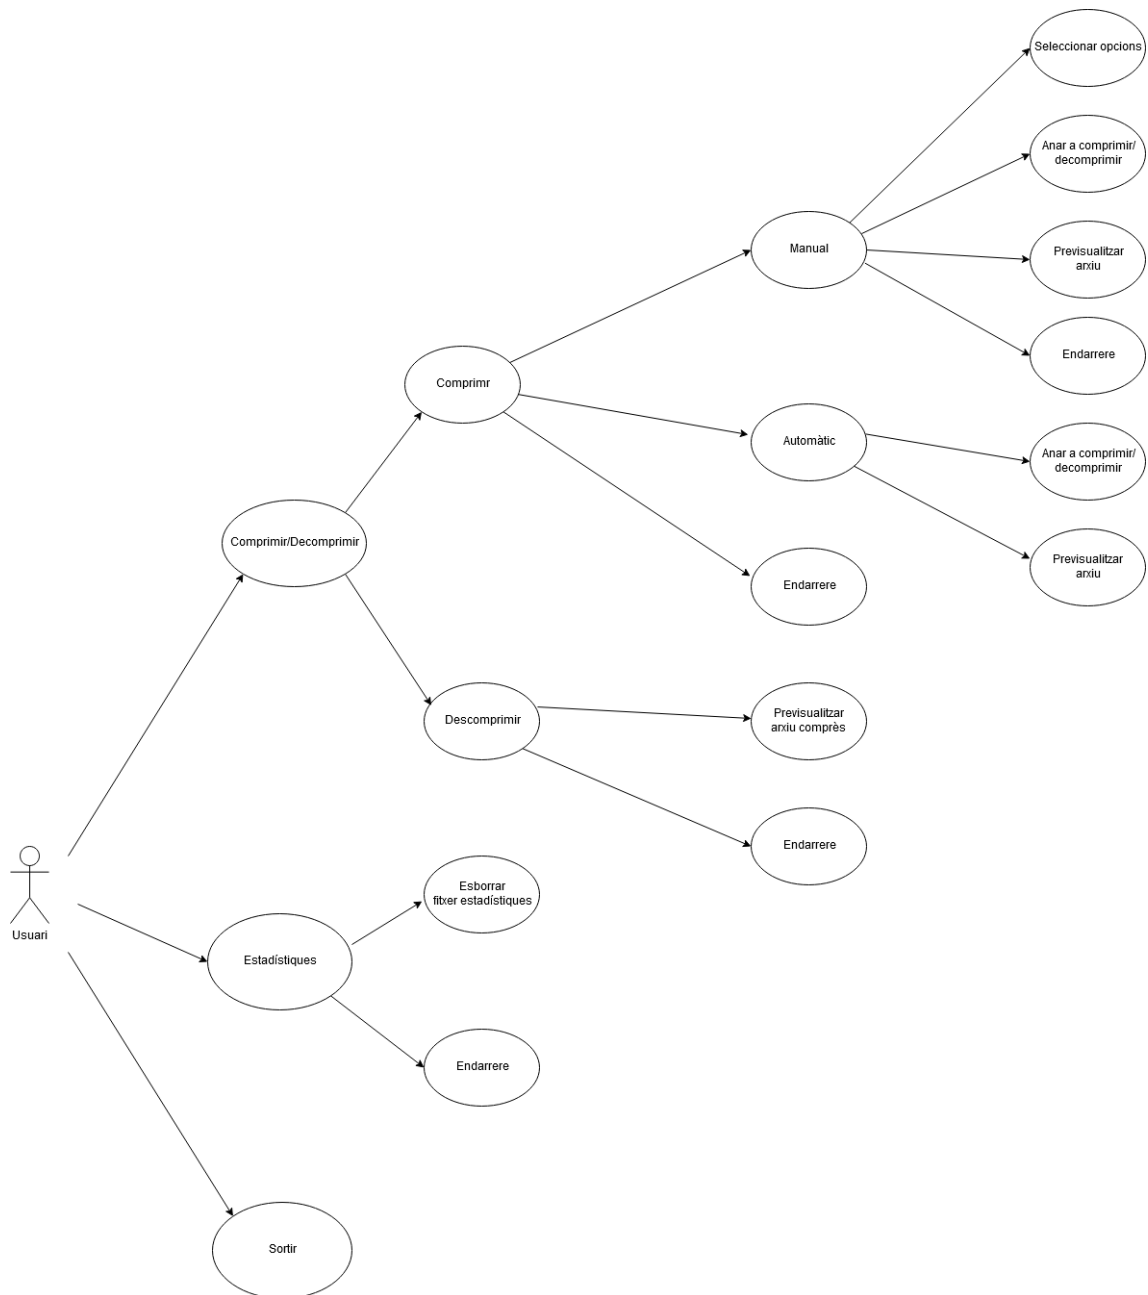 Seleccionar opcions
Anar a comprimir/
decomprimir
Manual
Previsualitzar
arxiu
Endarrere
Comprimr
Automàtic
Anar a comprimir/
decomprimir
Comprimir/Decomprimir
Previsualitzar
arxiu
Endarrere
Descomprimir
Previsualitzar
arxiu comprès
Endarrere
Esborrar
fitxer estadístiques
Usuari
Estadístiques
Endarrere
Sortir